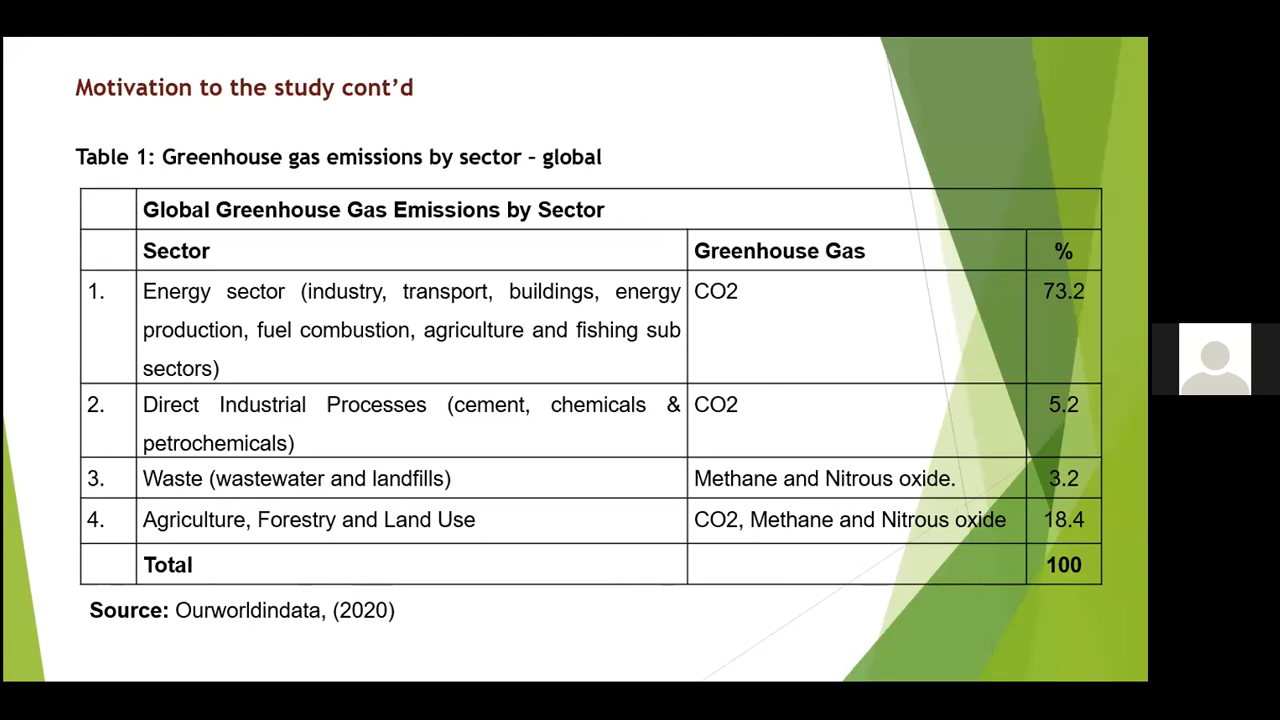 Motivation to the study cont’d
Table 1: Greenhouse gas emissions by sector – global
Global Greenhouse Gas Emissions by Sector
Sector Greenhouse Gas %
1. Energy sector (industry, transport, buildings, energy CO2 73.2
production, fuel combustion, agriculture and fishing sub
sectors)
2. Direct Industrial Processes (cement, chemicals & CO2 5.2
petrochemicals)
3. Waste (wastewater and landfills) Methane and Nitrous oxide. 3.2
4. Agriculture, Forestry and Land Use CO2, Methane and Nitrous oxide 18.4
Total 100
Source: Ourworldindata, (2020)